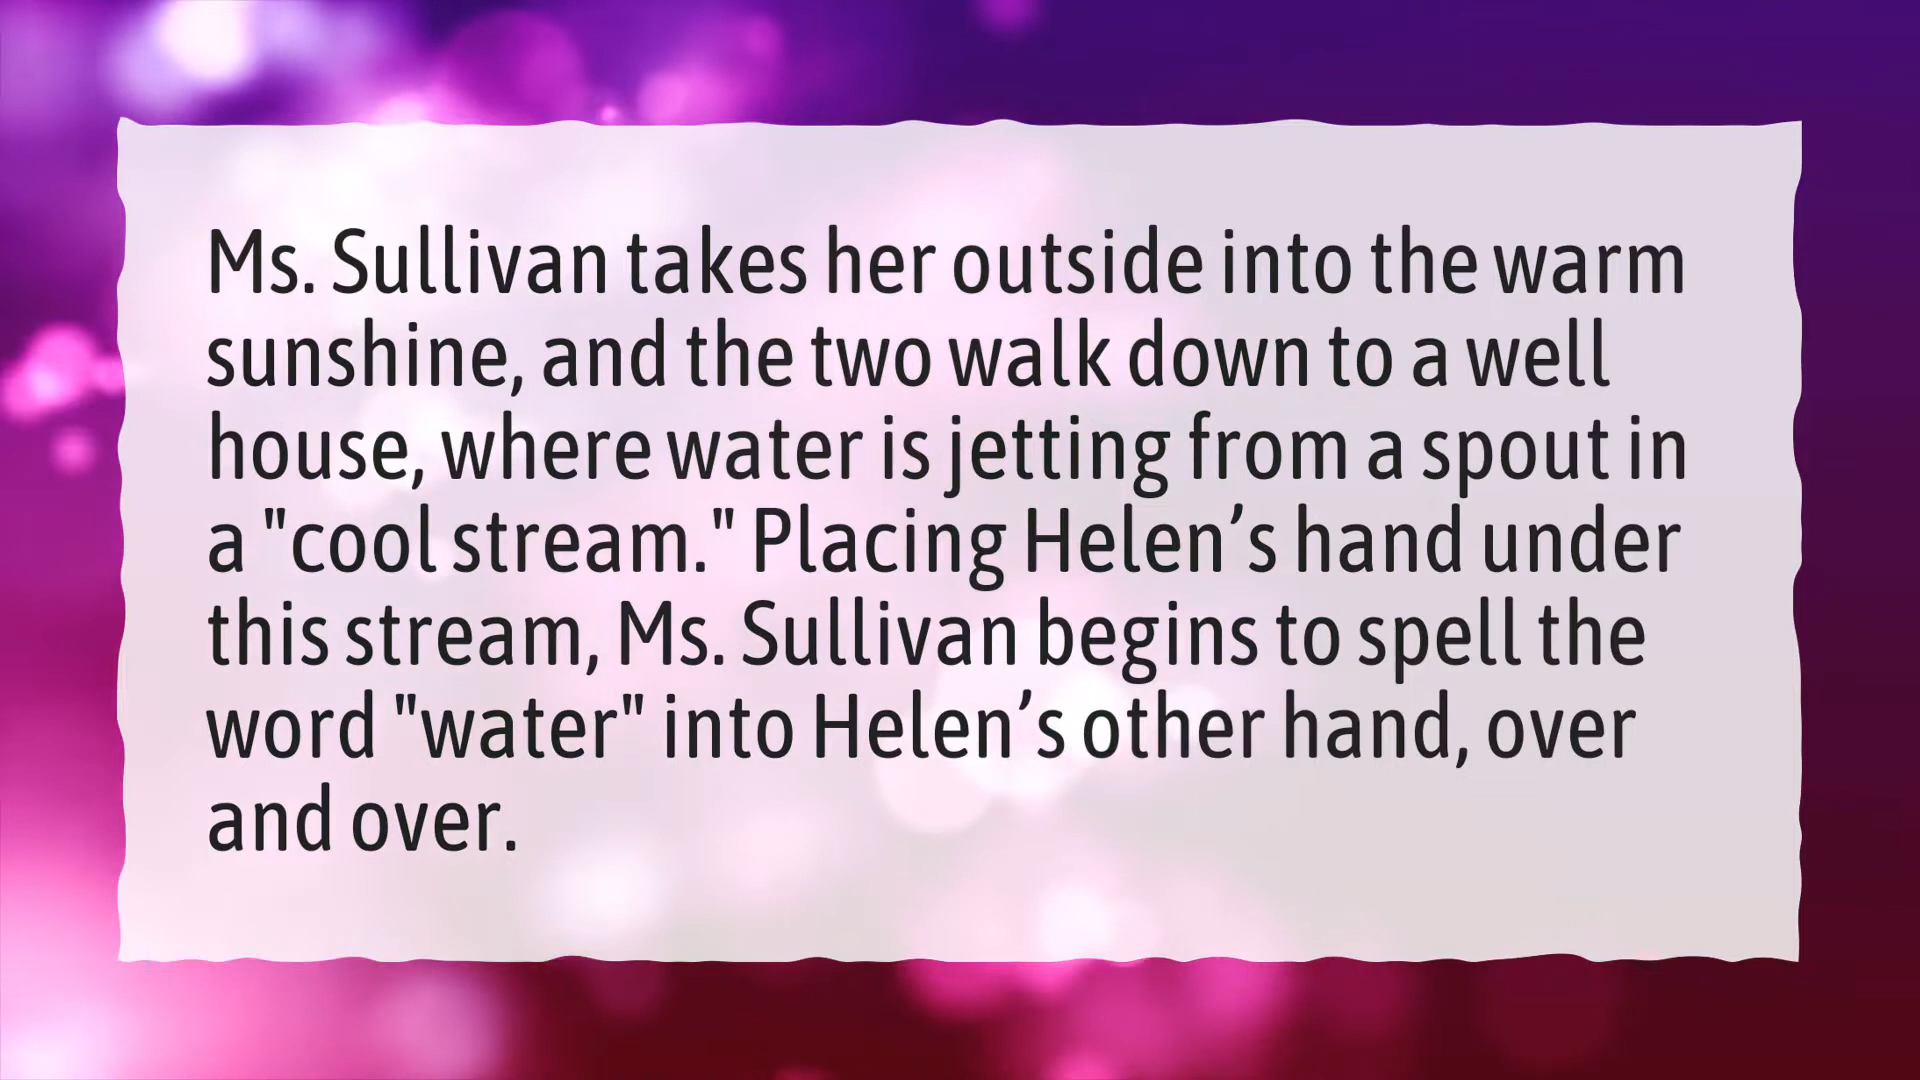 Ms. Sullivan takes her outside into the warm
sunshine, and the two walk down to a well
house, where water is jetting from a spout in
a "cool stream." Placing Helen’s hand under
this stream, Ms. Sullivan begins to spell the
word "water" into Helen’s other hand, over
and over.